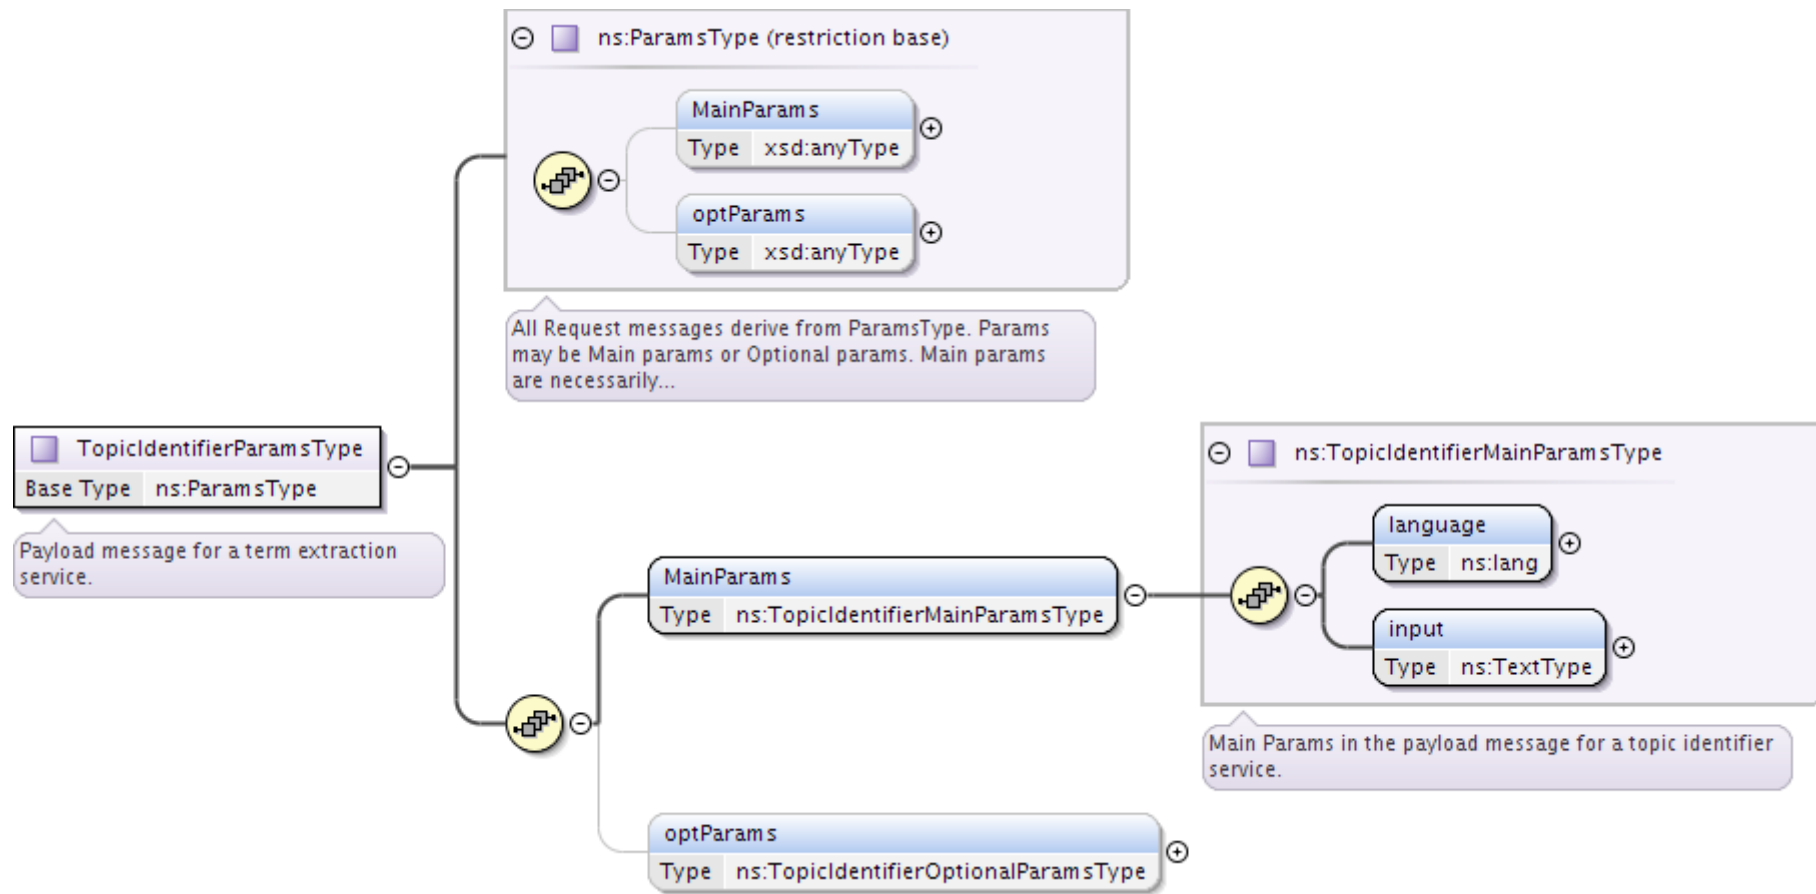 ns:ParamsType (restriction base)
MainParams
Type xsd:anyType
optParams
Type xsd:anyType
All Request messages derive from ParamsType. Params
may be Main params or Optional params. Main params
are necessarily...
TopicIdentifierParamsType
Base Type ns:ParamsType
Payload message for a term extraction
service.
MainParams
Type ns:TopicIdentifierMainParamsType
ns:TopicIdentifierMainParamsType
language
Type ns:lang
input
Type ns:TextType
Main Params in the payload message for a topic identifier
service.
optParams
Type ns:TopicIdentifierOptionalParamsType